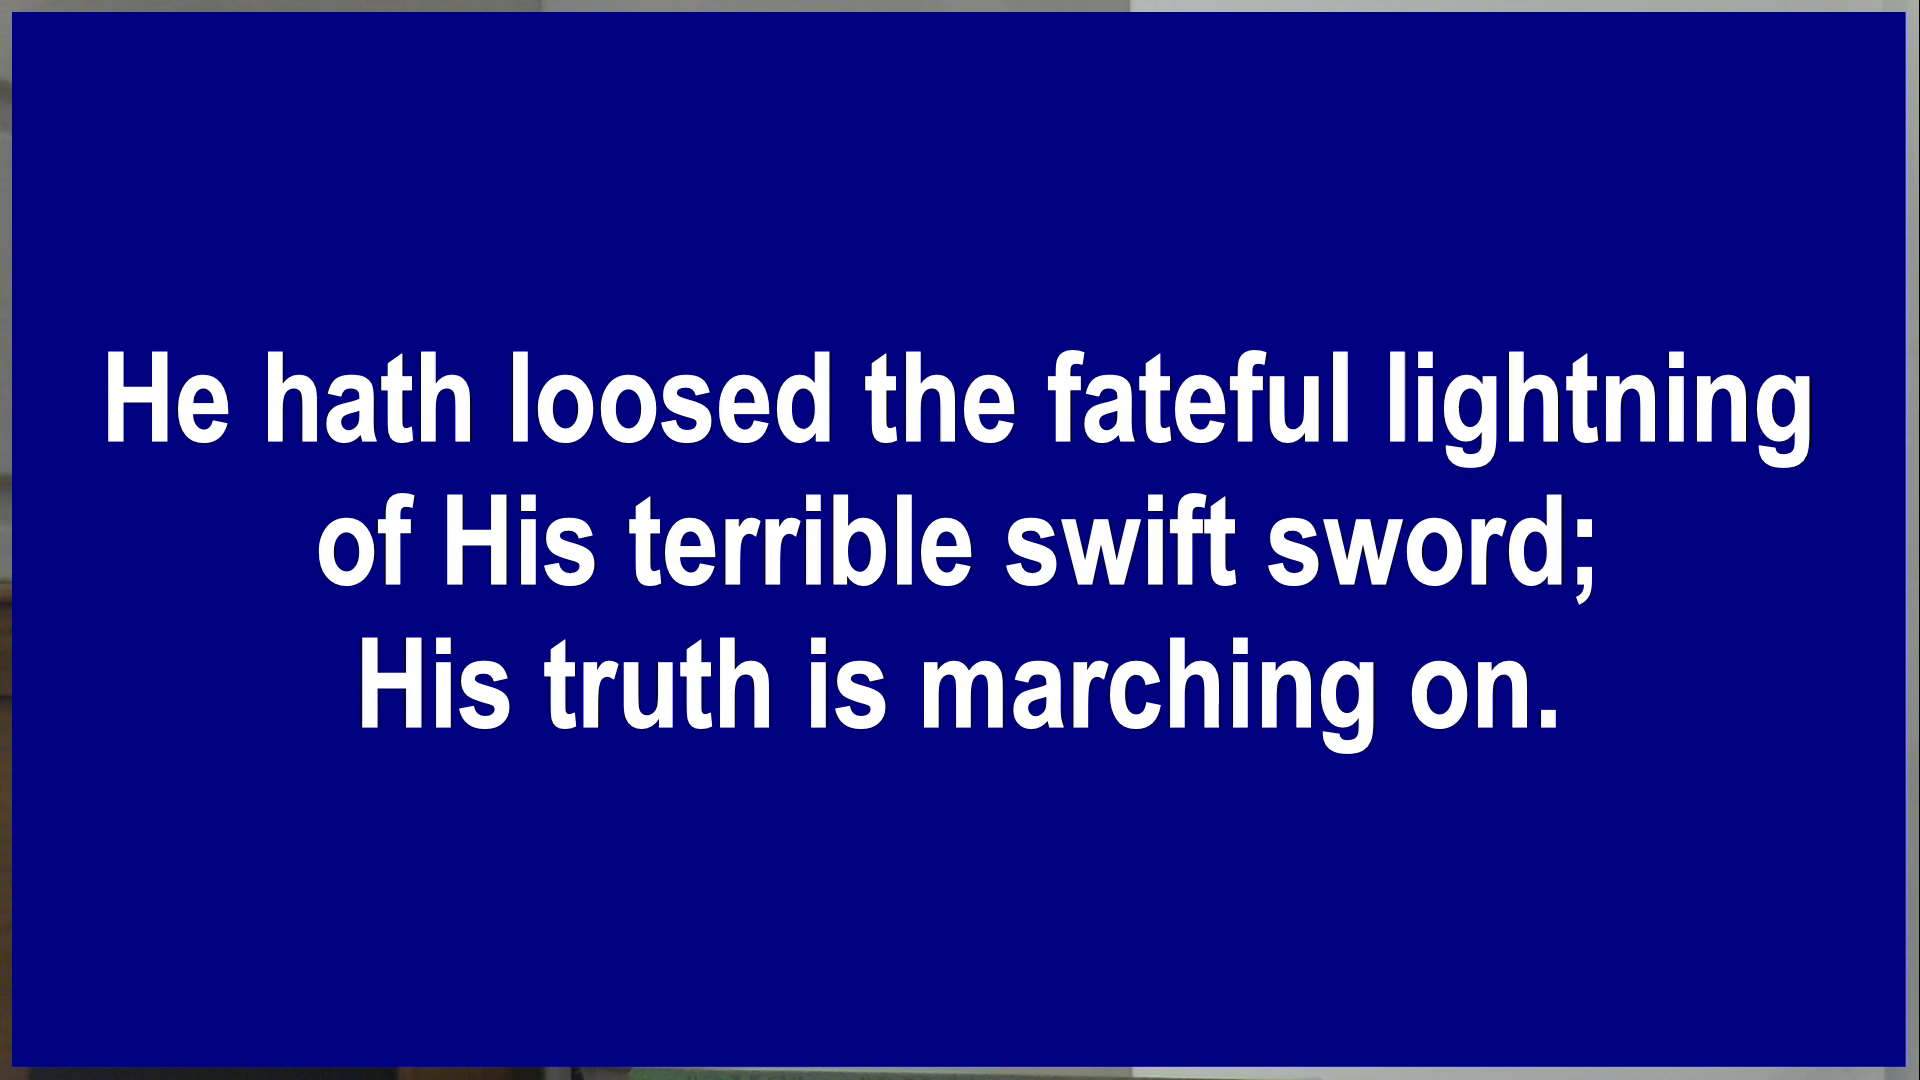 He hath loosed the fateful lightning
of His terrible swift sword;
His truth is marching on.